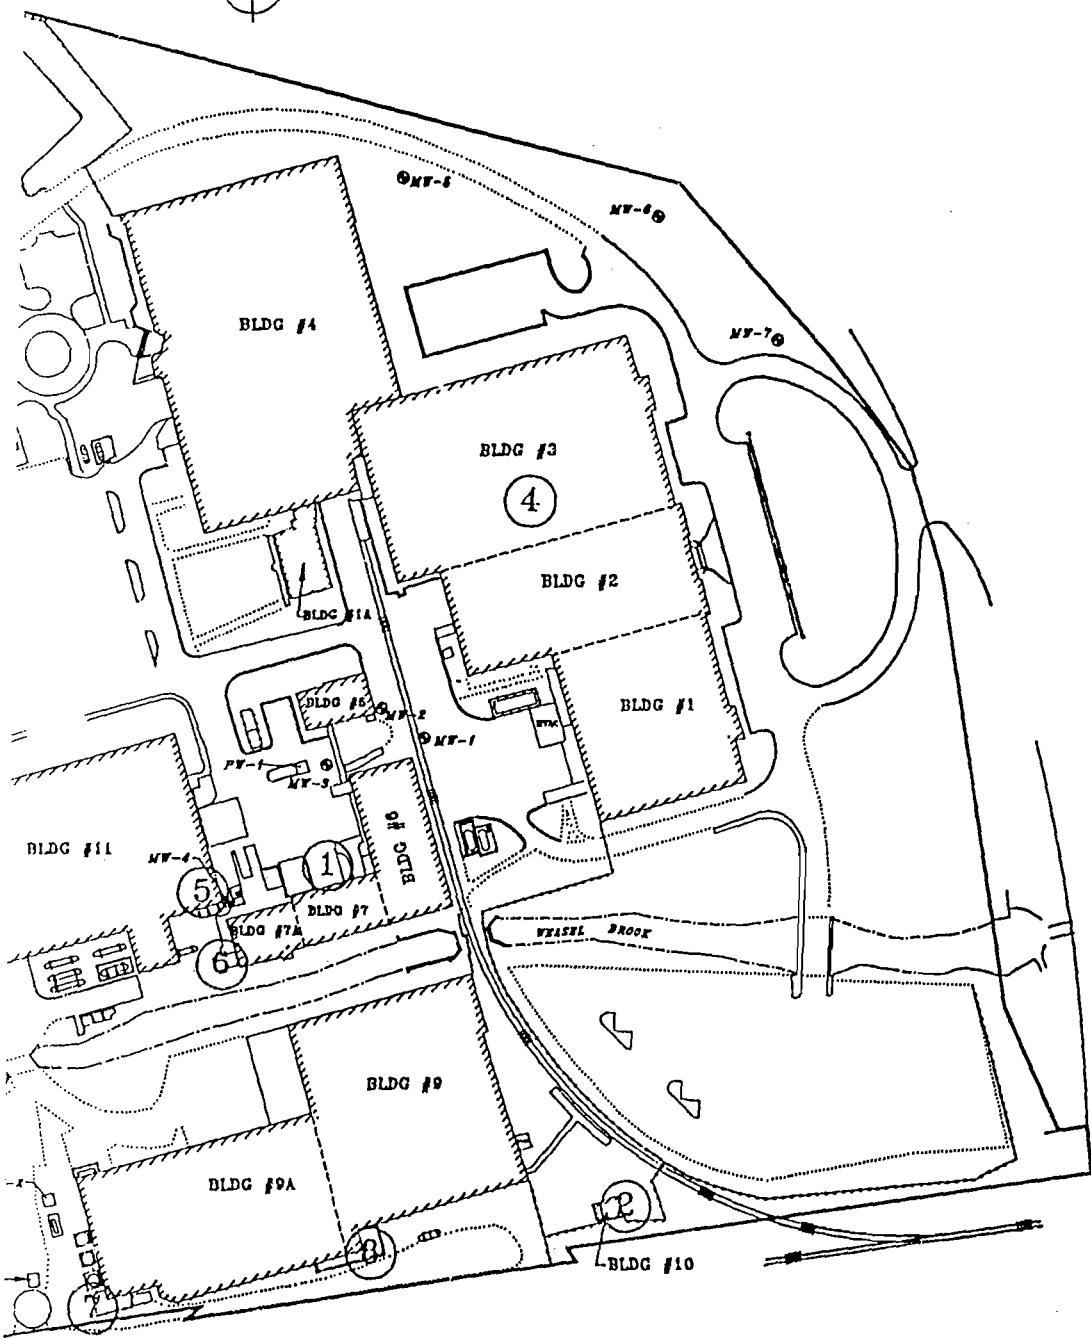 MW-5
MW-6
BLDG #4
MW-7
BLDG #3
4
BLDG #2
BLDG #1A
BLDG #5
MW-2
BLDG #1
HVAC
MW-1
PW-1
MW-3
BLDG #6
BLDG #11
MW-4
1
5
BLDG #7
BLDG #7A
WEASEL BROOK
6
BLDG #9
BLDG #9A
2
3
BLDG #10
7